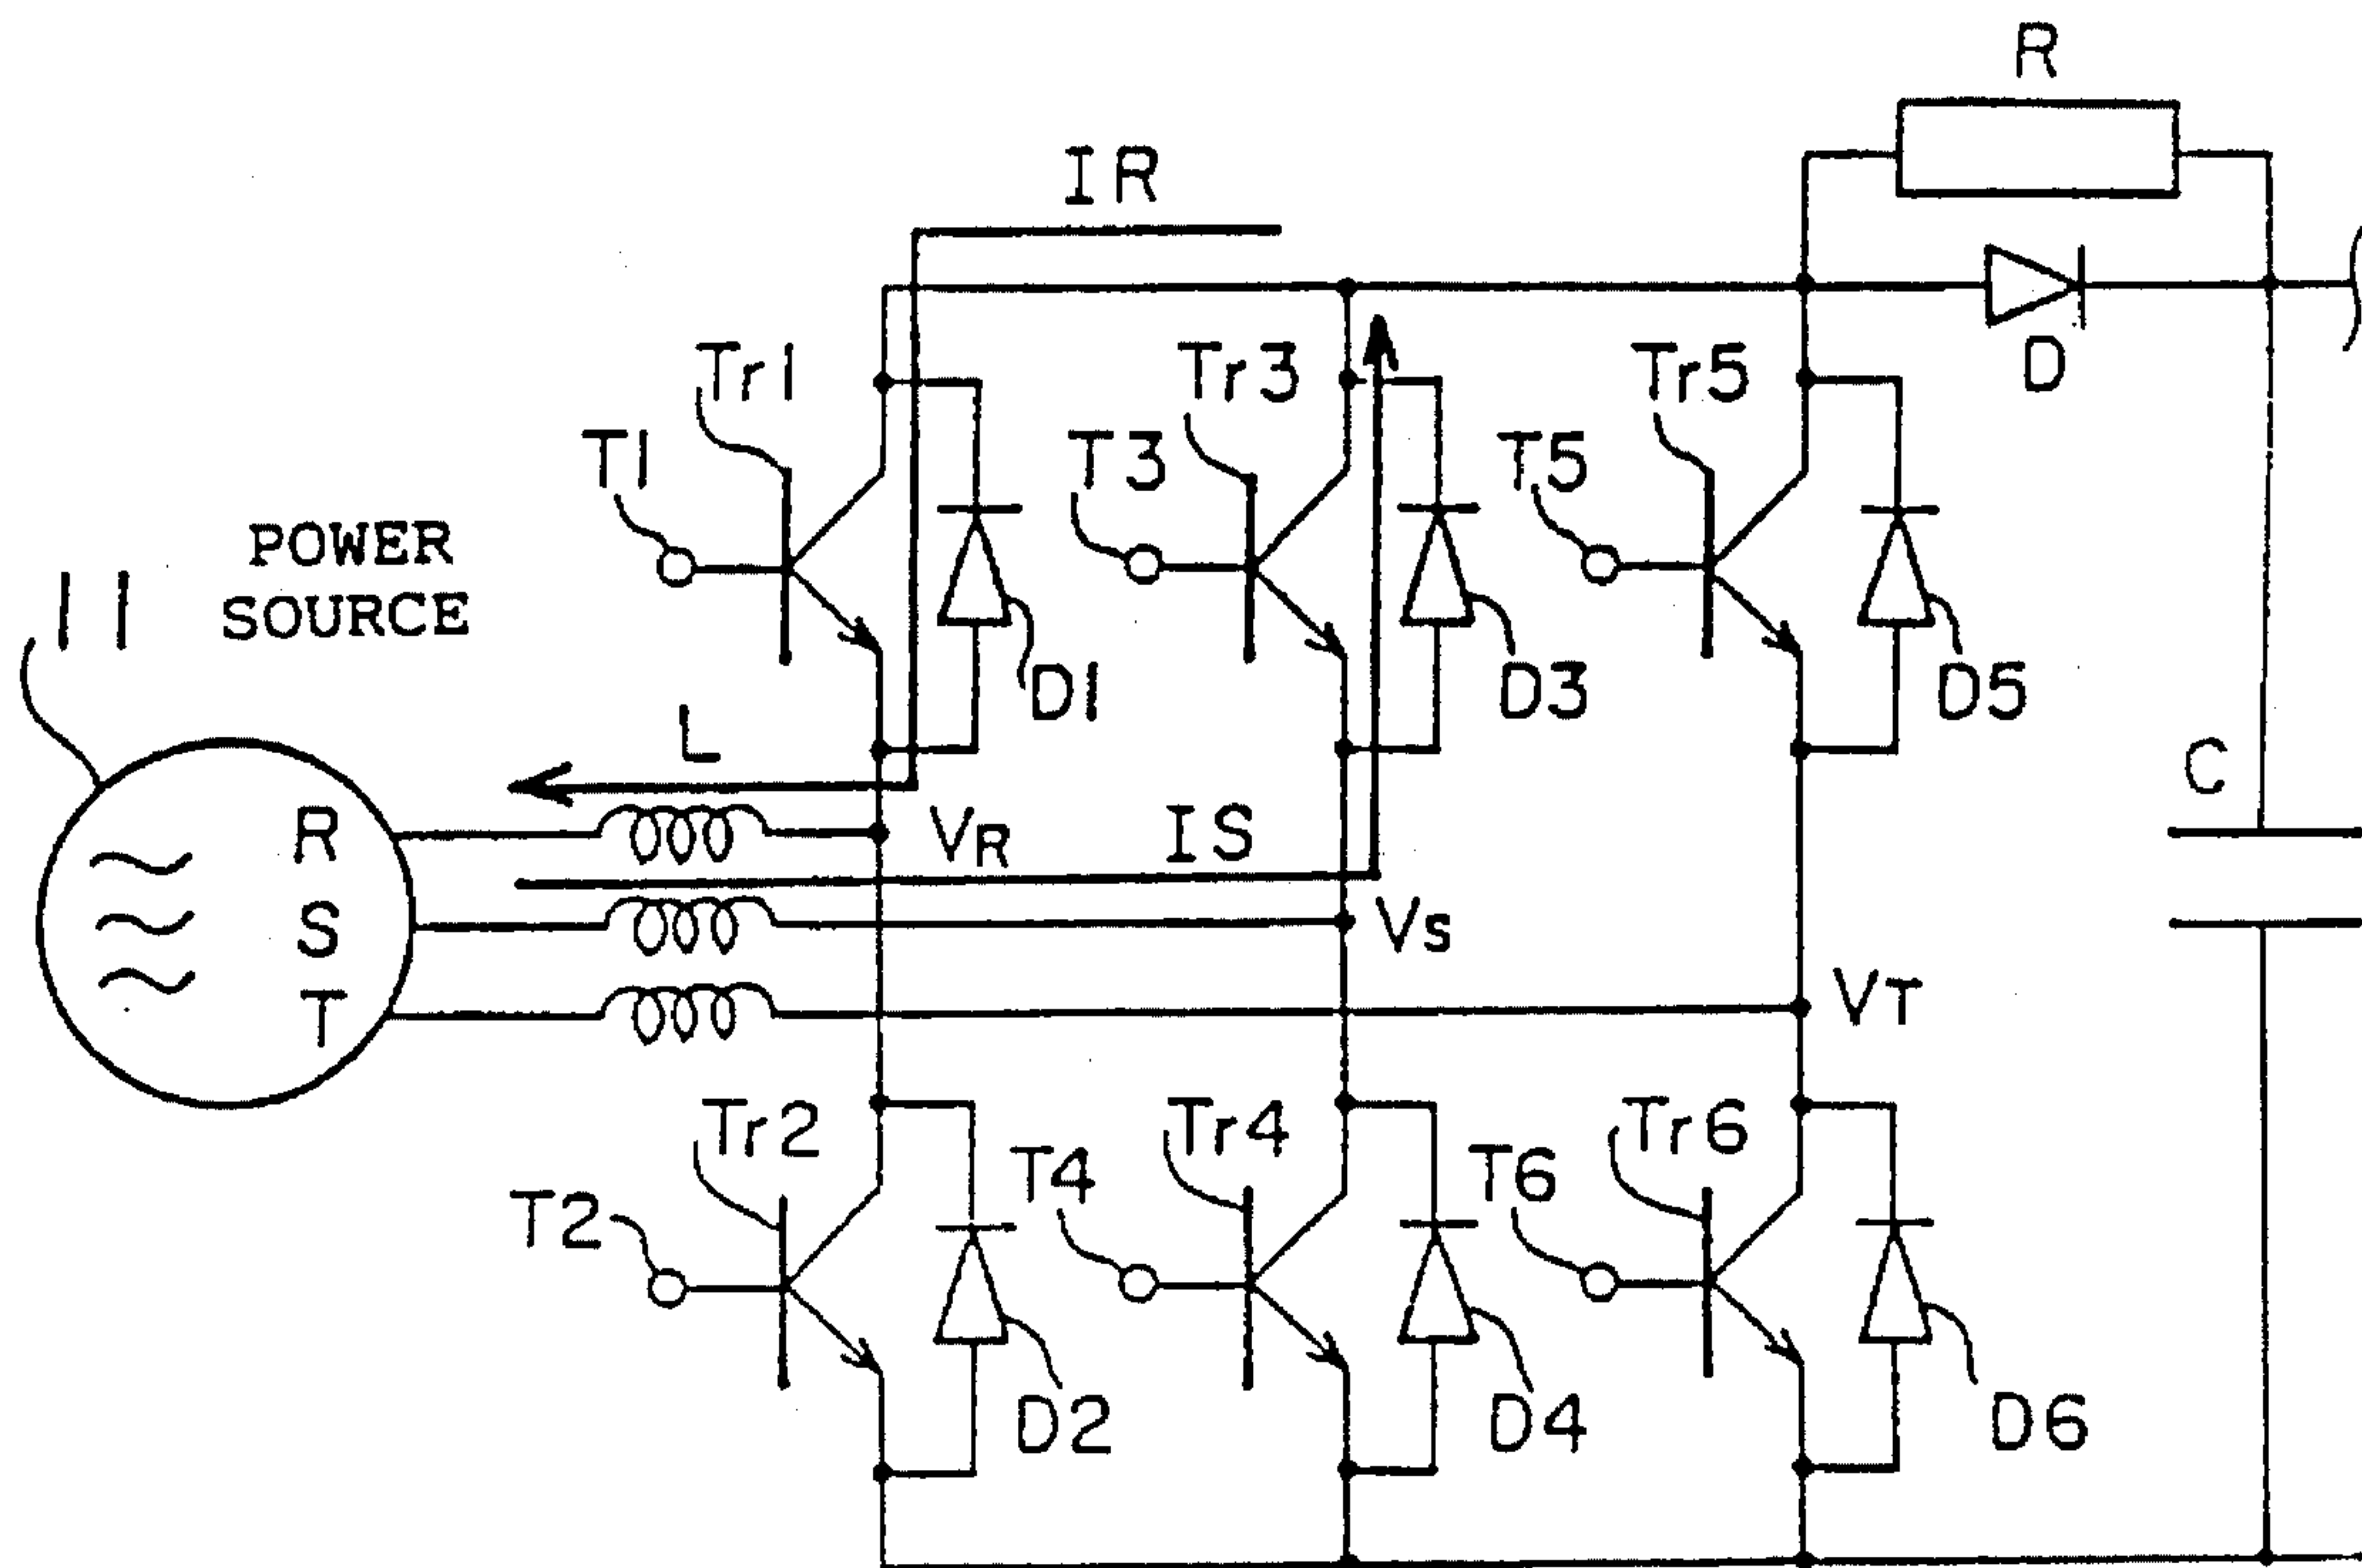 R
IR
Tr1
Tr3
Tr5
D
T1
T3
T5
POWER
SOURCE
11
D1
D3
D5
L
C
R
VR
IS
S
VS
T
VT
Tr2
Tr4
Tr6
T2
T4
T6
D2
D4
D6